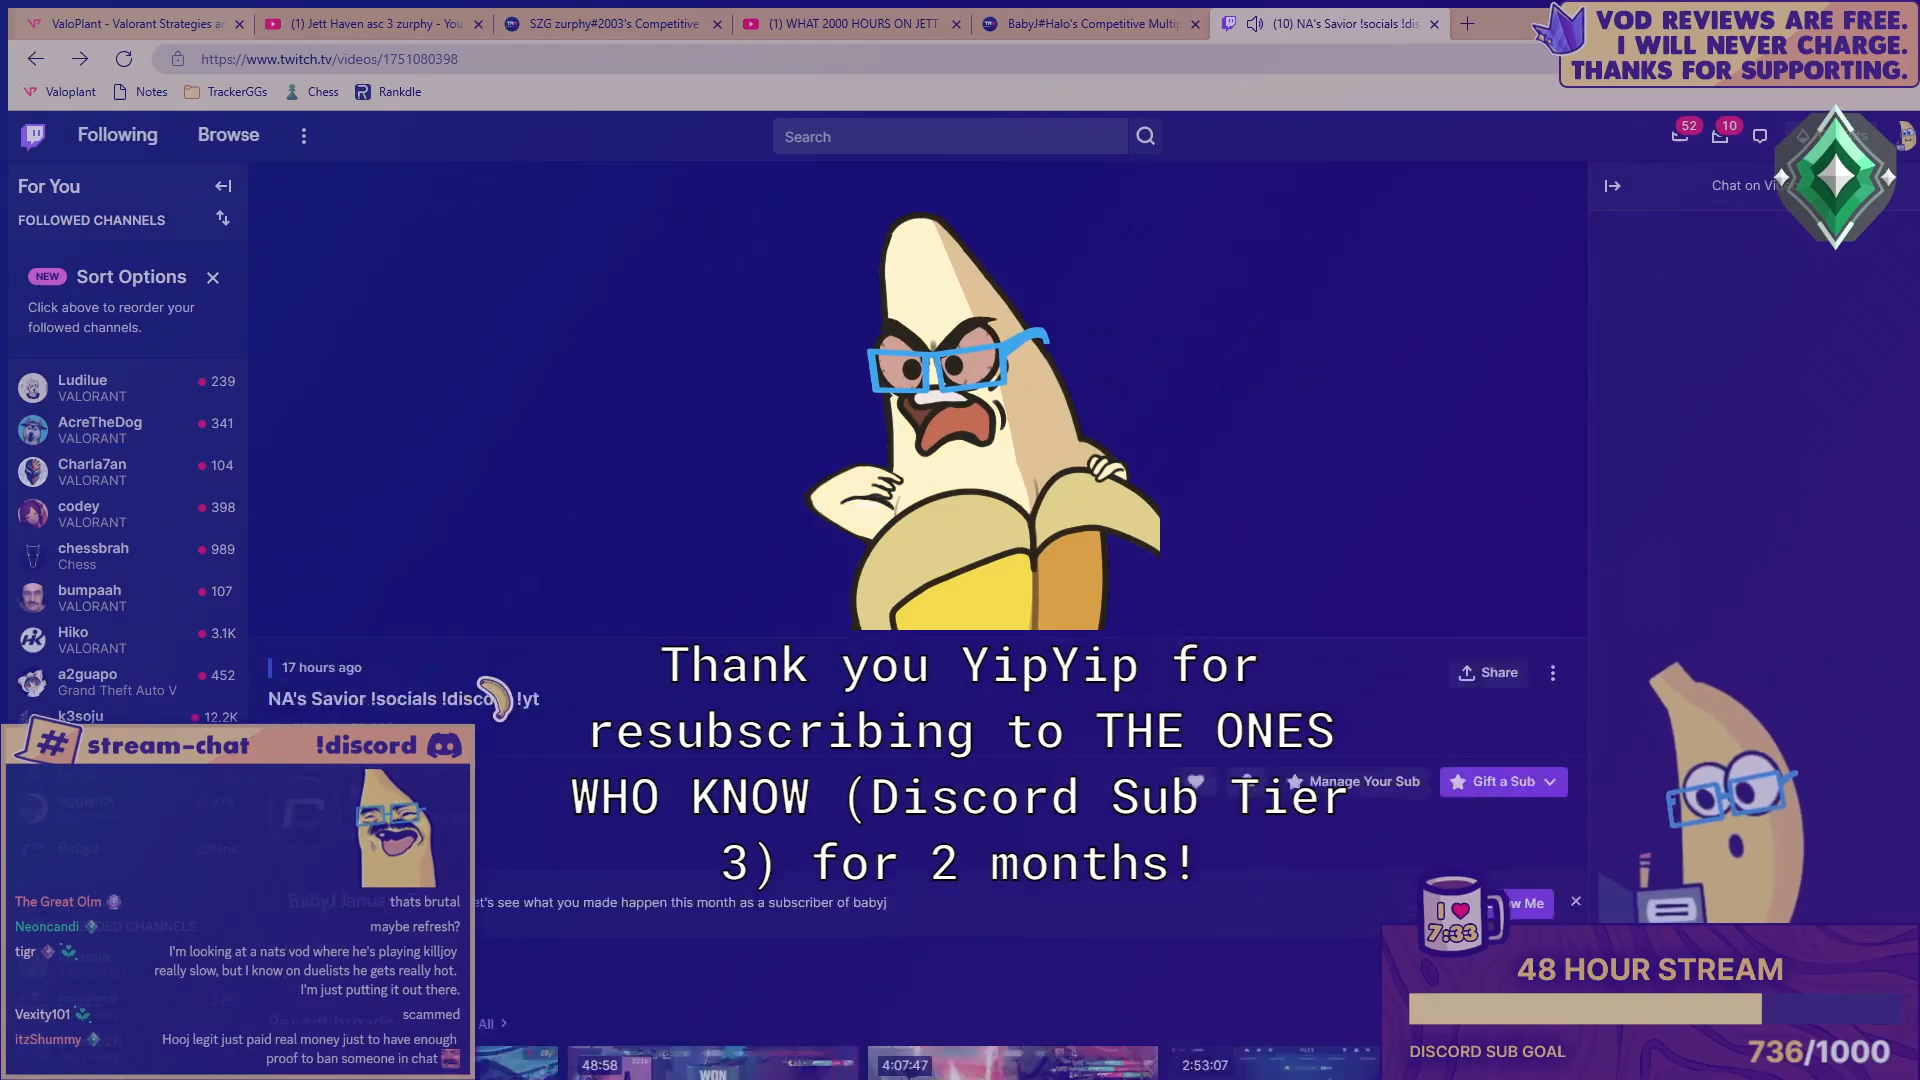 ValoPlant - Valorant Strategies a
(1) Jett Haven asc 3 zurphy - You
SZG zurphy#2003's Competitive
(1) WHAT 2000 HOURS ON JETT
BabyJ#Halo's Competitive Multip
(10) NA's Savior !socials !dis
https://www.twitch.tv/videos/1751080398
Valoplant
Notes
TrackerGGs
Chess
Rankdle
VOD REVIEWS ARE FREE.
I WILL NEVER CHARGE.
THANKS FOR SUPPORTING.
Following
Browse
Search
52
10
For You
FOLLOWED CHANNELS
NEW Sort Options
Click above to reorder your
followed channels.
Ludilue 239
VALORANT
AcreTheDog 341
VALORANT
Charla7an 104
VALORANT
codey 398
VALORANT
chessbrah 989
Chess
bumpaah 107
VALORANT
Hiko 3.1K
VALORANT
a2guapo 452
Grand Theft Auto V
k3soju 12.2K
Chat on Vi
17 hours ago
NA's Savior !socials !disco !yt
Share
Thank you YipYip for
resubscribing to THE ONES
WHO KNOW (Discord Sub Tier
3) for 2 months!
Manage Your Sub
Gift a Sub
et's see what you made happen this month as a subscriber of babyj
w Me
All
48:58
WON
4:07:47
2:53:07
# stream-chat !discord
eggwick
BabyJ Offline
The Great Olm thats brutal
Neoncandi maybe refresh?
tigr I'm looking at a nats vod where he's playing killjoy
really slow, but I know on duelists he gets really hot.
I'm just putting it out there.
Vexity101 scammed
itzShummy Hooj legit just paid real money just to have enough
proof to ban someone in chat
I
7:33
48 HOUR STREAM
DISCORD SUB GOAL
736/1000